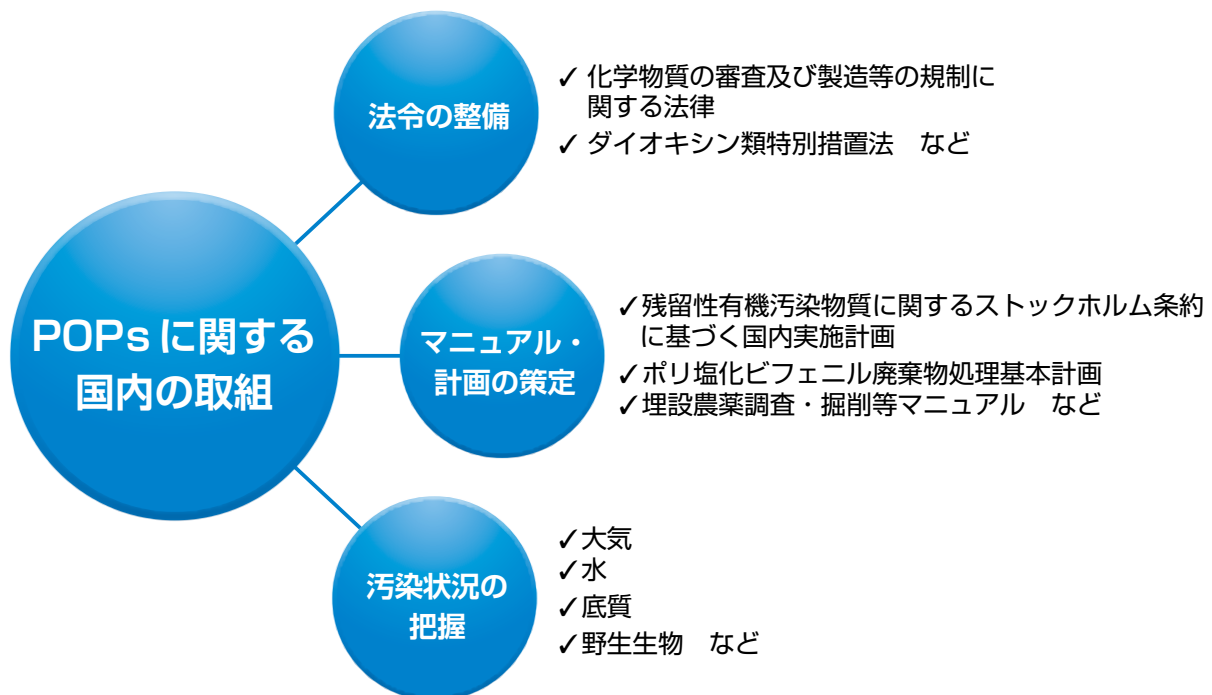 POPsに関する
国内の取組
法令の整備
✓ 化学物質の審査及び製造等の規制に
関する法律
✓ ダイオキシン類特別措置法　など
マニュアル・
計画の策定
✓残留性有機汚染物質に関するストックホルム条約
に基づく国内実施計画
✓ポリ塩化ビフェニル廃棄物処理基本計画
✓埋設農薬調査・掘削等マニュアル　など
汚染状況の
把握
✓大気
✓水
✓底質
✓野生生物　など